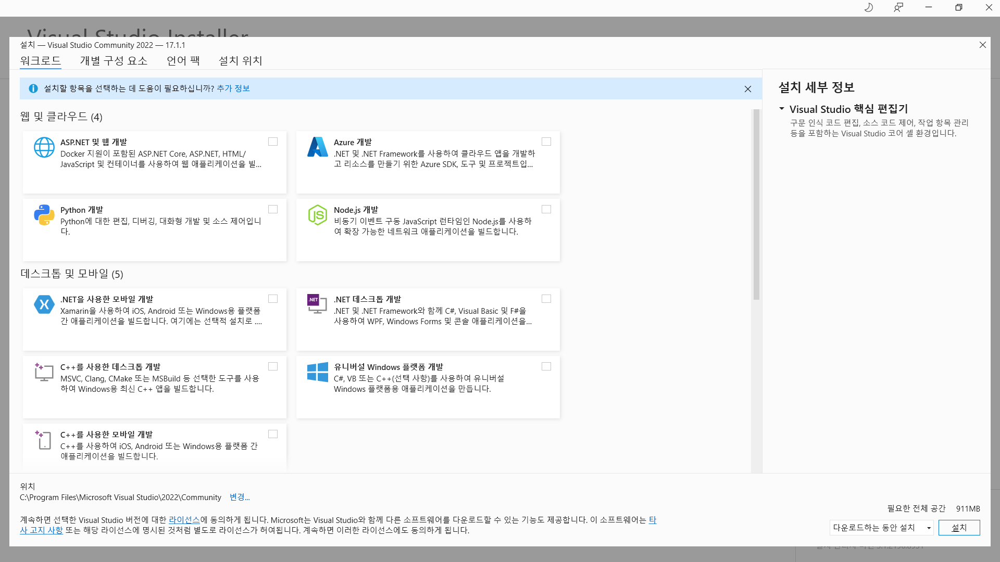 설치 — Visual Studio Community 2022 — 17.1.1
워크로드 개별 구성 요소 언어 팩 설치 위치
설치할 항목을 선택하는 데 도움이 필요하십니까? 추가 정보
웹 및 클라우드 (4)
ASP.NET 및 웹 개발
Docker 지원이 포함된 ASP.NET Core, ASP.NET, HTML/
JavaScript 및 컨테이너를 사용하여 웹 애플리케이션을 빌...
Azure 개발
.NET 및 .NET Framework를 사용하여 클라우드 앱을 개발하
고 리소스를 만들기 위한 Azure SDK, 도구 및 프로젝트입...
Python 개발
Python에 대한 편집, 디버깅, 대화형 개발 및 소스 제어입니
다.
Node.js 개발
비동기 이벤트 구동 JavaScript 런타임인 Node.js를 사용하
여 확장 가능한 네트워크 애플리케이션을 빌드합니다.
데스크톱 및 모바일 (5)
.NET을 사용한 모바일 개발
Xamarin을 사용하여 iOS, Android 또는 Windows용 플랫폼
간 애플리케이션을 빌드합니다. 여기에는 선택적 설치로 ....
.NET 데스크톱 개발
.NET 및 .NET Framework와 함께 C#, Visual Basic 및 F#을
사용하여 WPF, Windows Forms 및 콘솔 애플리케이션을...
C++를 사용한 데스크톱 개발
MSVC, Clang, CMake 또는 MSBuild 등 선택한 도구를 사용
하여 Windows용 최신 C++ 앱을 빌드합니다.
유니버설 Windows 플랫폼 개발
C#, VB 또는 C++(선택 사항)를 사용하여 유니버설
Windows 플랫폼용 애플리케이션을 만듭니다.
C++를 사용한 모바일 개발
C++를 사용하여 iOS, Android 또는 Windows용 플랫폼 간
애플리케이션을 빌드합니다.
설치 세부 정보
Visual Studio 핵심 편집기
구문 인식 코드 편집, 소스 코드 제어, 작업 항목 관리
등을 포함하는 Visual Studio 코어 셸 환경입니다.
위치
C:\Program Files\Microsoft Visual Studio\2022\Community 변경...
계속하면 선택한 Visual Studio 버전에 대한 라이선스에 동의하게 됩니다. Microsoft는 Visual Studio와 함께 다른 소프트웨어를 다운로드할 수 있는 기능도 제공합니다. 이 소프트웨어는 타
사 고지 사항 또는 해당 라이선스에 명시된 것처럼 별도로 라이선스가 허여됩니다. 계속하면 이러한 라이선스에도 동의하게 됩니다.
필요한 전체 공간 911MB
다운로드하는 동안 설치 설치